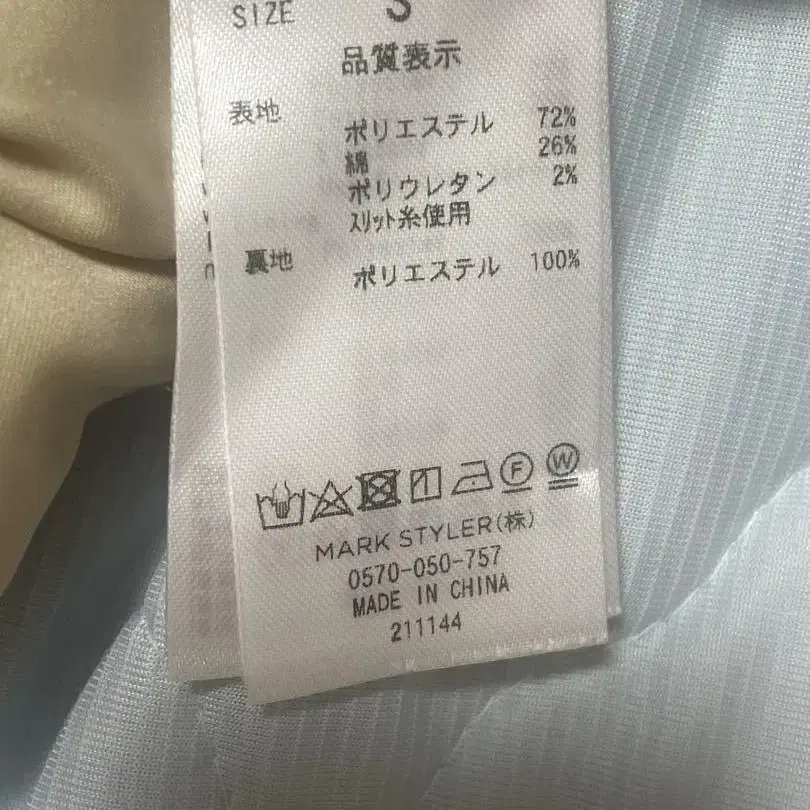 SIZE S
品質表示
表地 ポリエステル 72%
綿 26%
ポリウレタン 2%
スリット糸使用
裏地 ポリエステル 100%
F W
MARK STYLER(株)
0570-050-757
MADE IN CHINA
211144